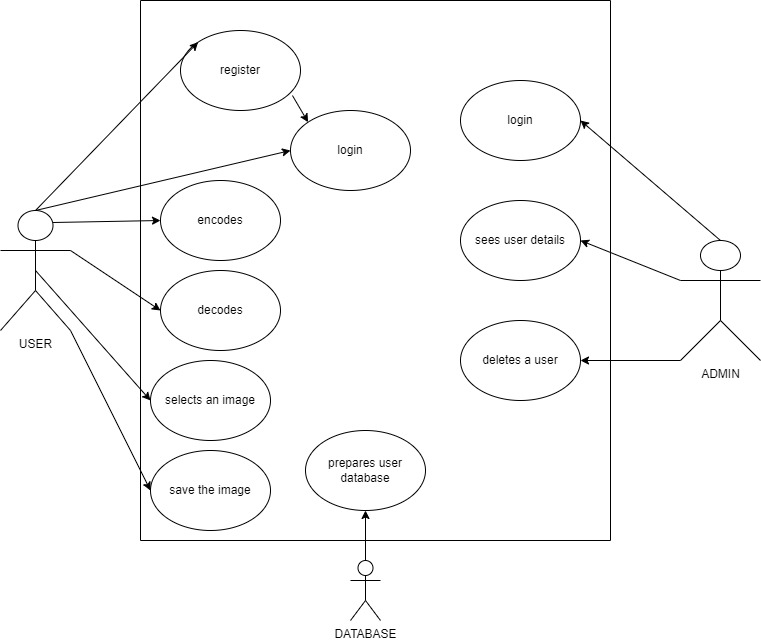 register
login
login
encodes
sees user details
decodes
USER
deletes a user
ADMIN
selects an image
prepares user
database
save the image
DATABASE